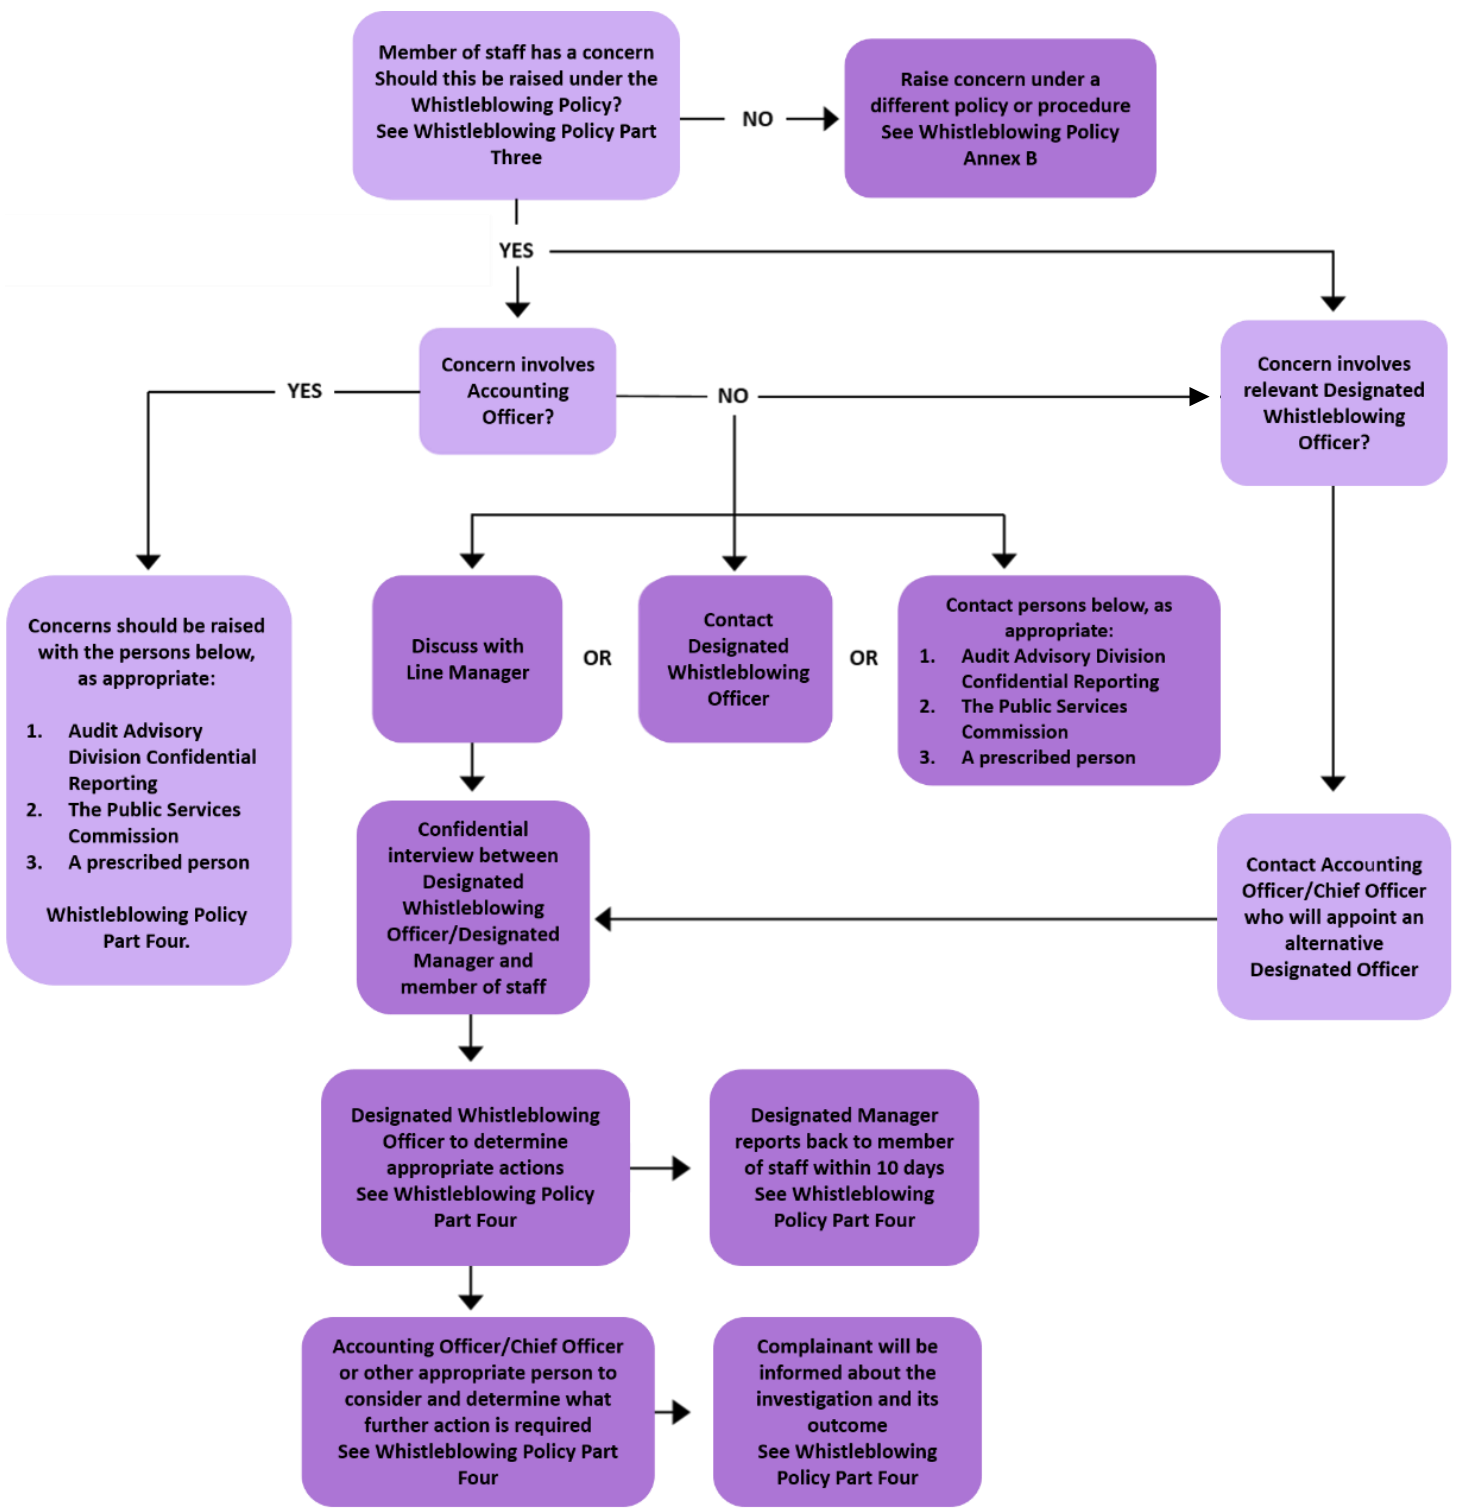 Member of staff has a concern
Should this be raised under the
Whistleblowing Policy?
See Whistleblowing Policy Part
Three
NO
Raise concern under a
different policy or procedure
See Whistleblowing Policy
Annex B
YES
Concern involves
Accounting
Officer?
YES
NO
Concern involves
relevant Designated
Whistleblowing
Officer?
Concerns should be raised
with the persons below,
as appropriate:
1. Audit Advisory
Division Confidential
Reporting
2. The Public Services
Commission
3. A prescribed person
Whistleblowing Policy
Part Four.
Discuss with
Line Manager
OR
Contact
Designated
Whistleblowing
Officer
OR
Contact persons below, as
appropriate:
1. Audit Advisory Division
Confidential Reporting
2. The Public Services
Commission
3. A prescribed person
Confidential
interview between
Designated
Whistleblowing
Officer/Designated
Manager and
member of staff
Contact Accounting
Officer/Chief Officer
who will appoint an
alternative
Designated Officer
Designated Whistleblowing
Officer to determine
appropriate actions
See Whistleblowing Policy
Part Four
Designated Manager
reports back to member
of staff within 10 days
See Whistleblowing
Policy Part Four
Accounting Officer/Chief Officer
or other appropriate person to
consider and determine what
further action is required
See Whistleblowing Policy Part
Four
Complainant will be
informed about the
investigation and its
outcome
See Whistleblowing
Policy Part Four